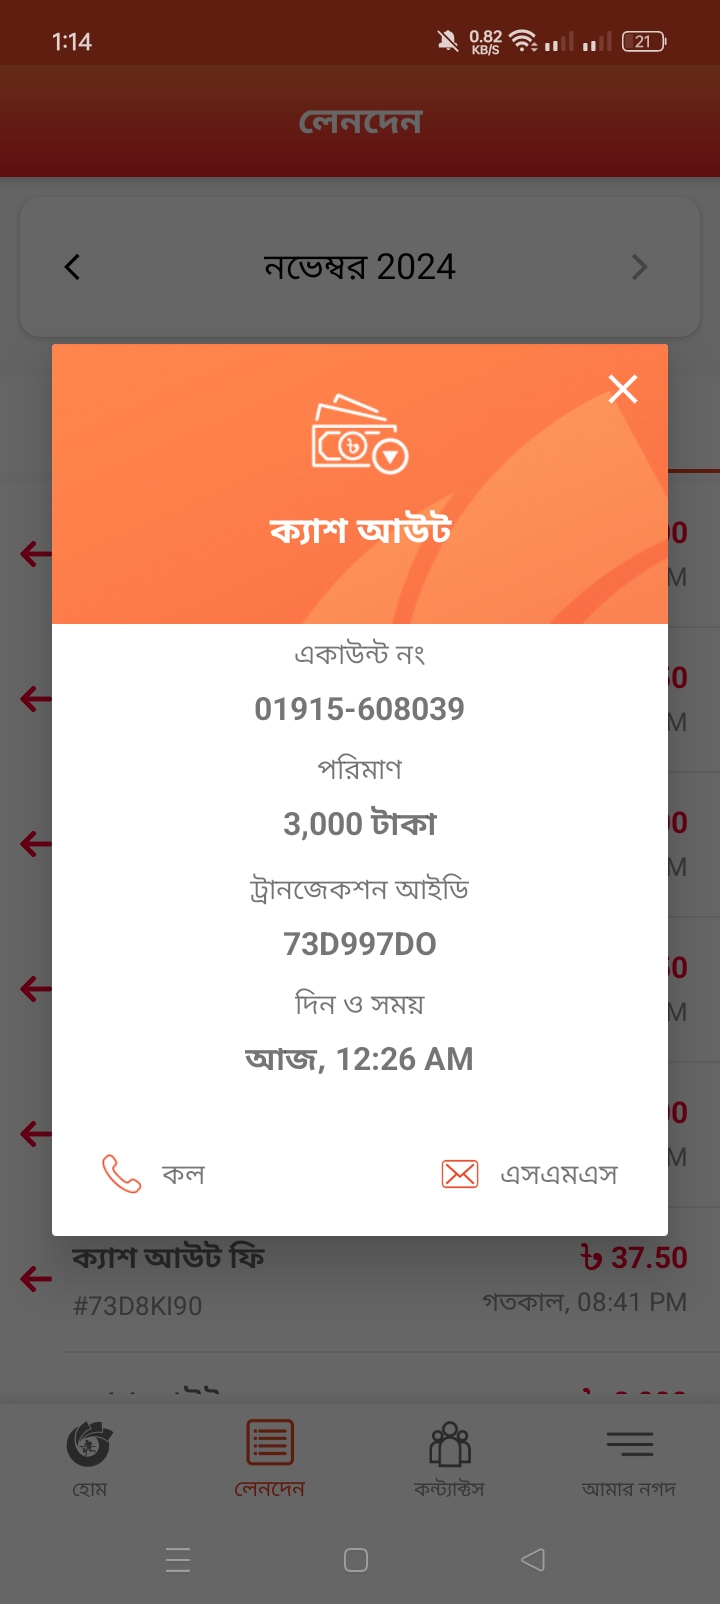 1:14
0.82
KB/S
21
লেনদেন
নভেম্বর 2024
ক্যাশ আউট
একাউন্ট নং
01915-608039
পরিমাণ
3,000 টাকা
ট্রানজেকশন আইডি
73D997DO
দিন ও সময়
আজ, 12:26 AM
কল
এসএমএস
ক্যাশ আউট ফি
৳ 37.50
#73D8KI90
গতকাল, 08:41 PM
হোম
লেনদেন
কন্ট্যাক্টস
আমার নগদ